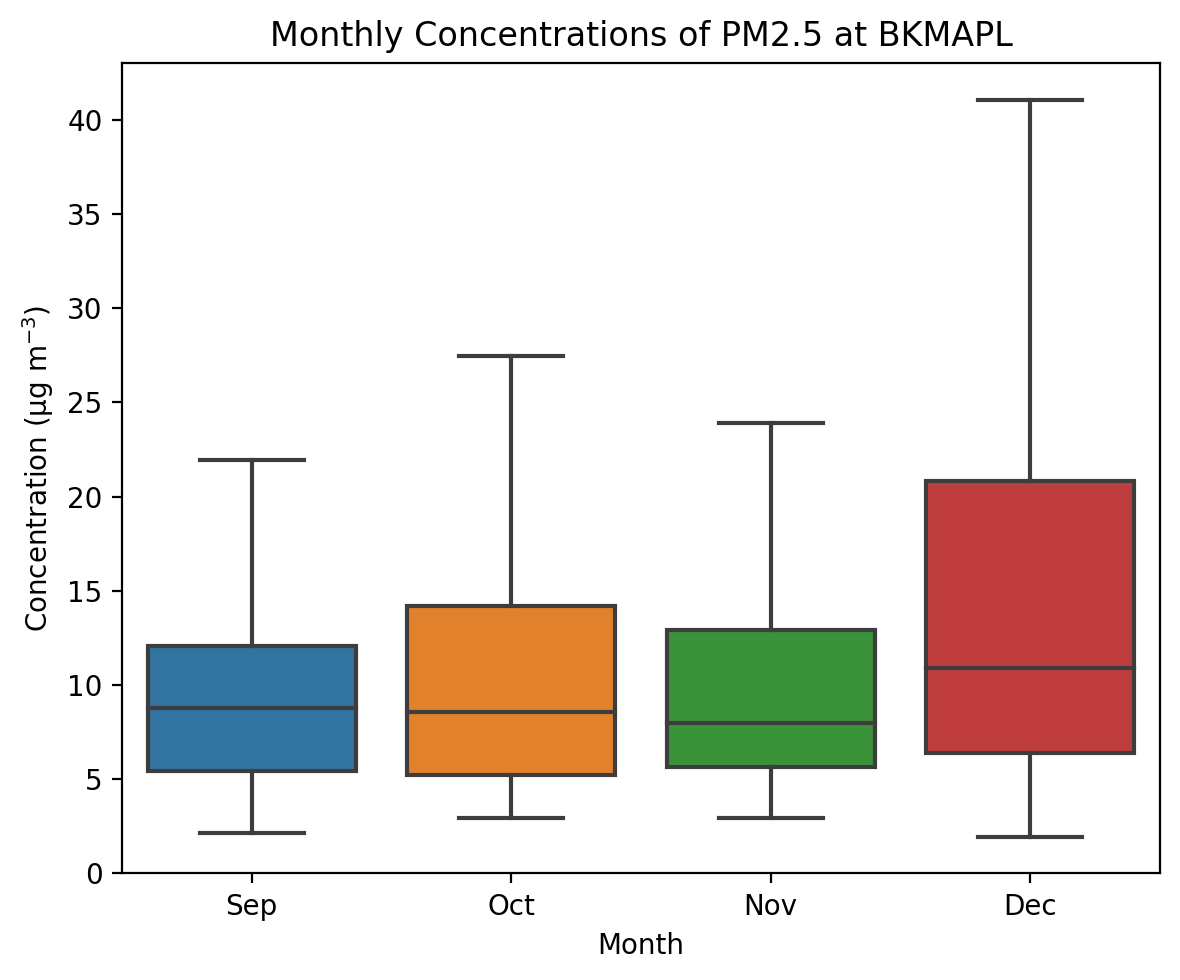 Monthly Concentrations of PM2.5 at BKMAPL
Concentration (µg m⁻³)
40
35
30
25
20
15
10
5
0
Sep Oct Nov Dec
Month